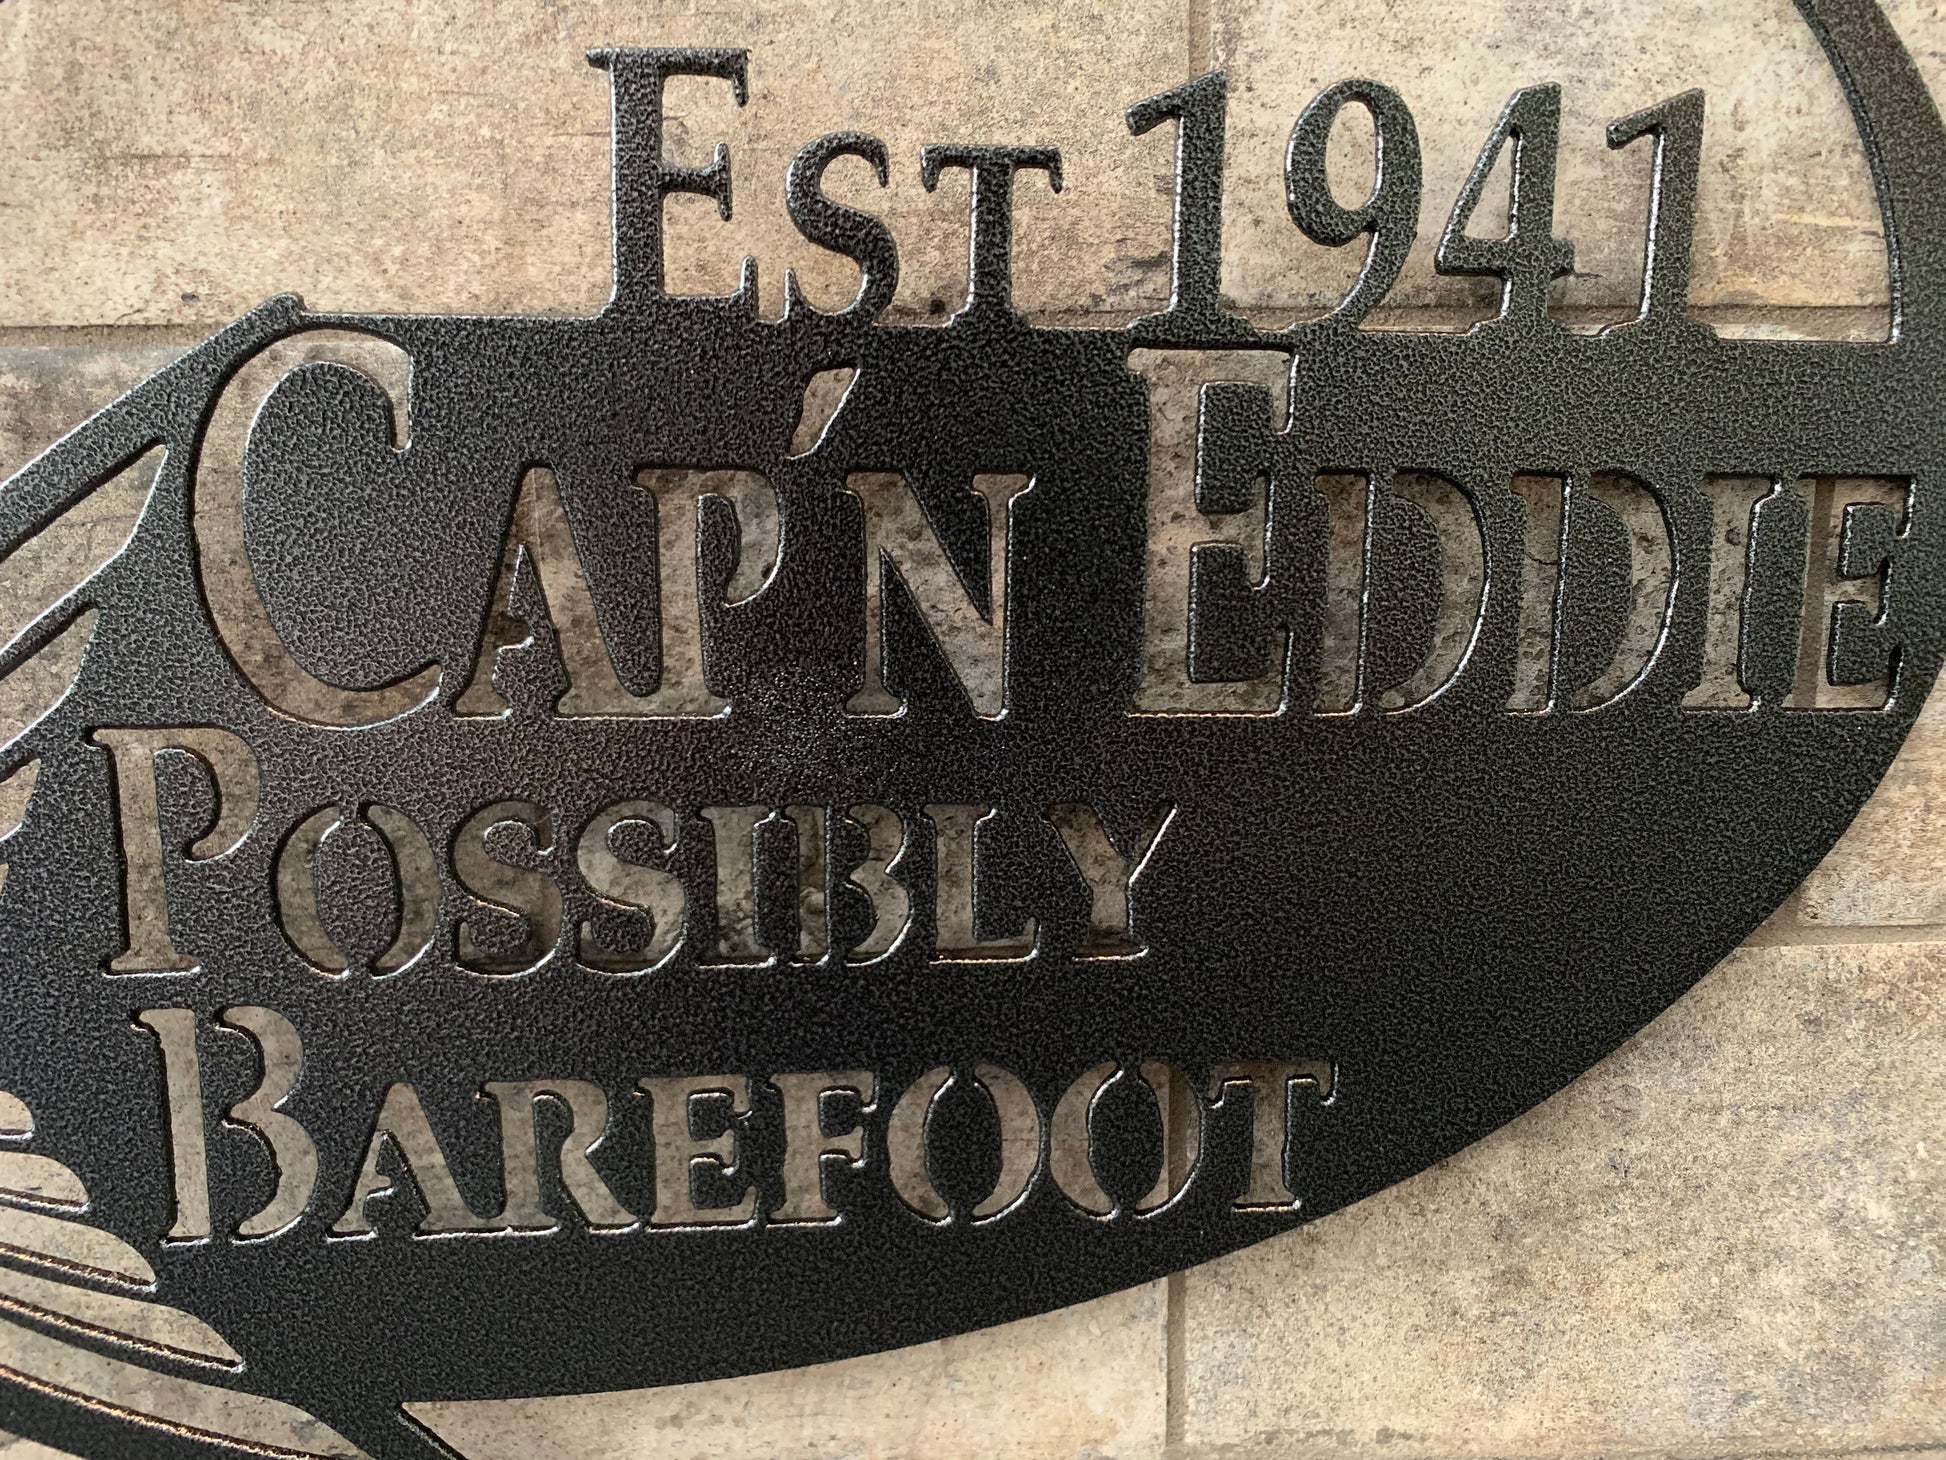 Est 1941
Cap'n Eddie
Possibly
Barefoot